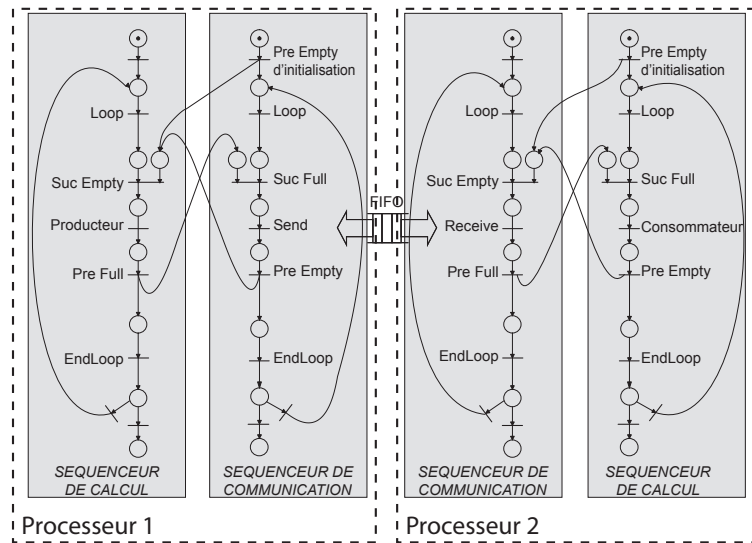 Pre Empty
d'initialisation
Loop
Loop
Suc Empty
Suc Full
Producteur
Send
Pre Full
Pre Empty
EndLoop
EndLoop
SEQUENCEUR
DE CALCUL
SEQUENCEUR DE
COMMUNICATION
Processeur 1
FIFO
Pre Empty
d'initialisation
Loop
Loop
Suc Empty
Suc Full
Receive
Consommateur
Pre Full
Pre Empty
EndLoop
EndLoop
SEQUENCEUR DE
COMMUNICATION
SEQUENCEUR
DE CALCUL
Processeur 2